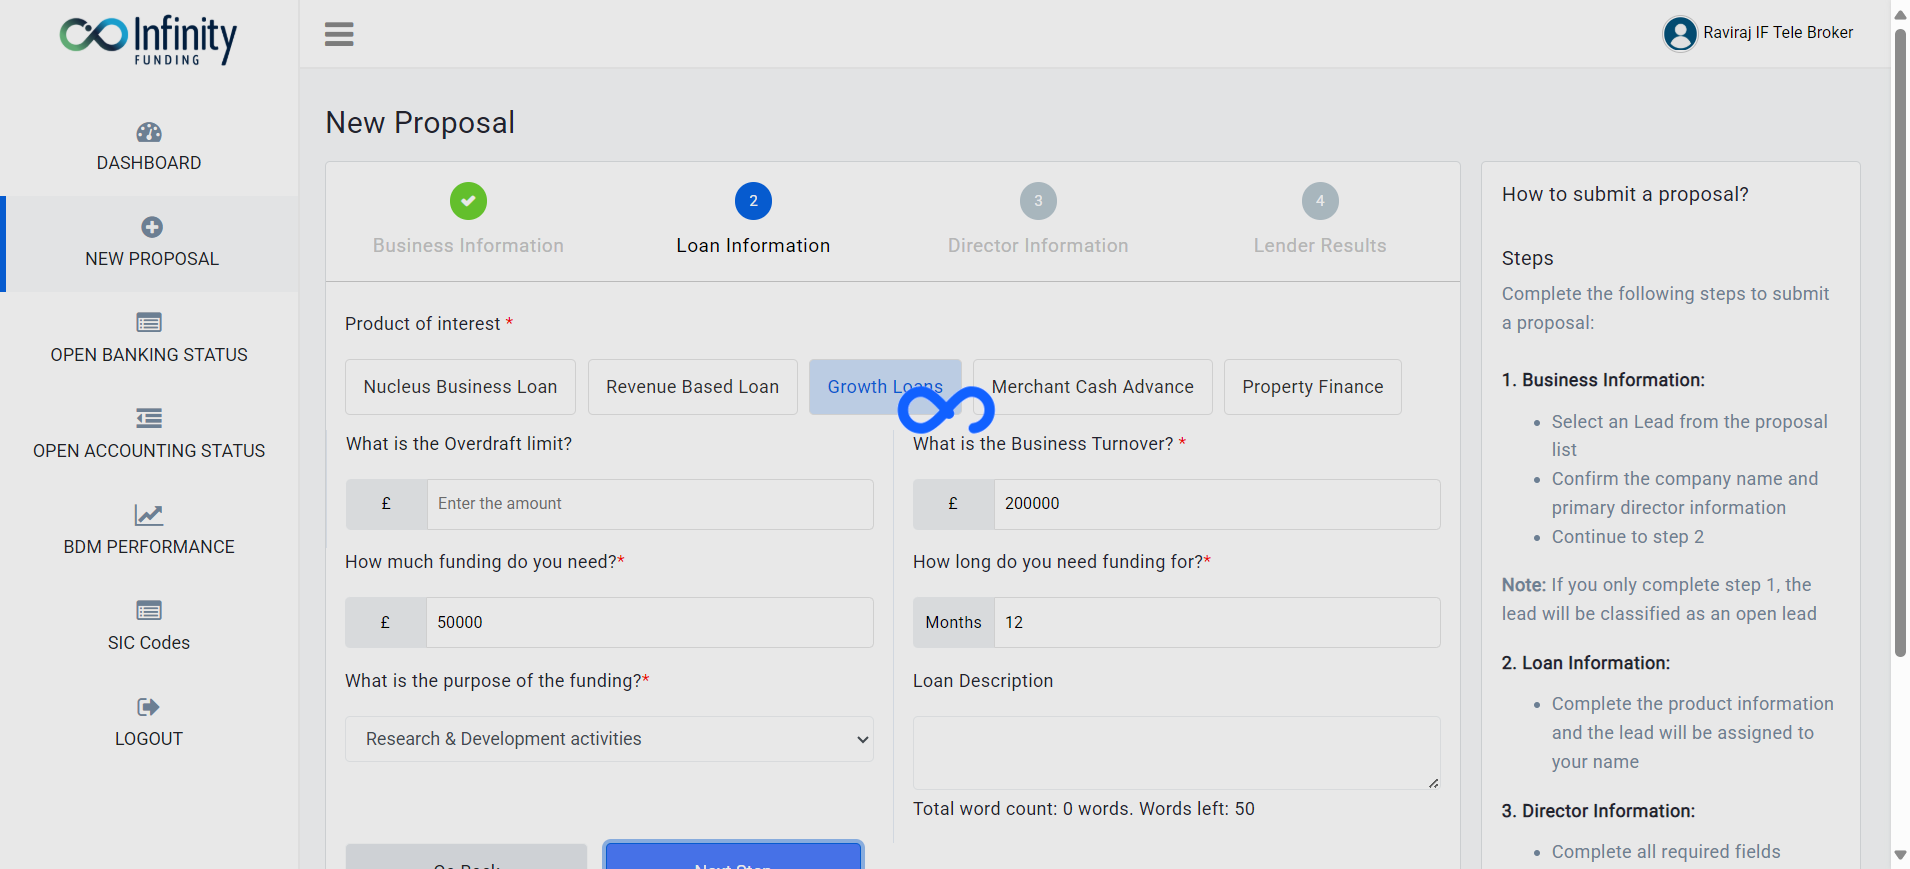 Infinity
FUNDING
Raviraj IF Tele Broker
DASHBOARD
NEW PROPOSAL
OPEN BANKING STATUS
OPEN ACCOUNTING STATUS
BDM PERFORMANCE
SIC Codes
LOGOUT
New Proposal
2
3
4
Business Information
Loan Information
Director Information
Lender Results
Product of interest *
Nucleus Business Loan
Revenue Based Loan
Growth Loans
Merchant Cash Advance
Property Finance
What is the Overdraft limit?
£
Enter the amount
What is the Business Turnover? *
£
200000
How much funding do you need?*
£
50000
How long do you need funding for?*
Months
12
What is the purpose of the funding?*
Research & Development activities
Loan Description
Total word count: 0 words. Words left: 50
Go Back
Next Step
How to submit a proposal?
Steps
Complete the following steps to submit
a proposal:
1. Business Information:
• Select an Lead from the proposal
list
• Confirm the company name and
primary director information
• Continue to step 2
Note: If you only complete step 1, the
lead will be classified as an open lead
2. Loan Information:
• Complete the product information
and the lead will be assigned to
your name
3. Director Information:
• Complete all required fields